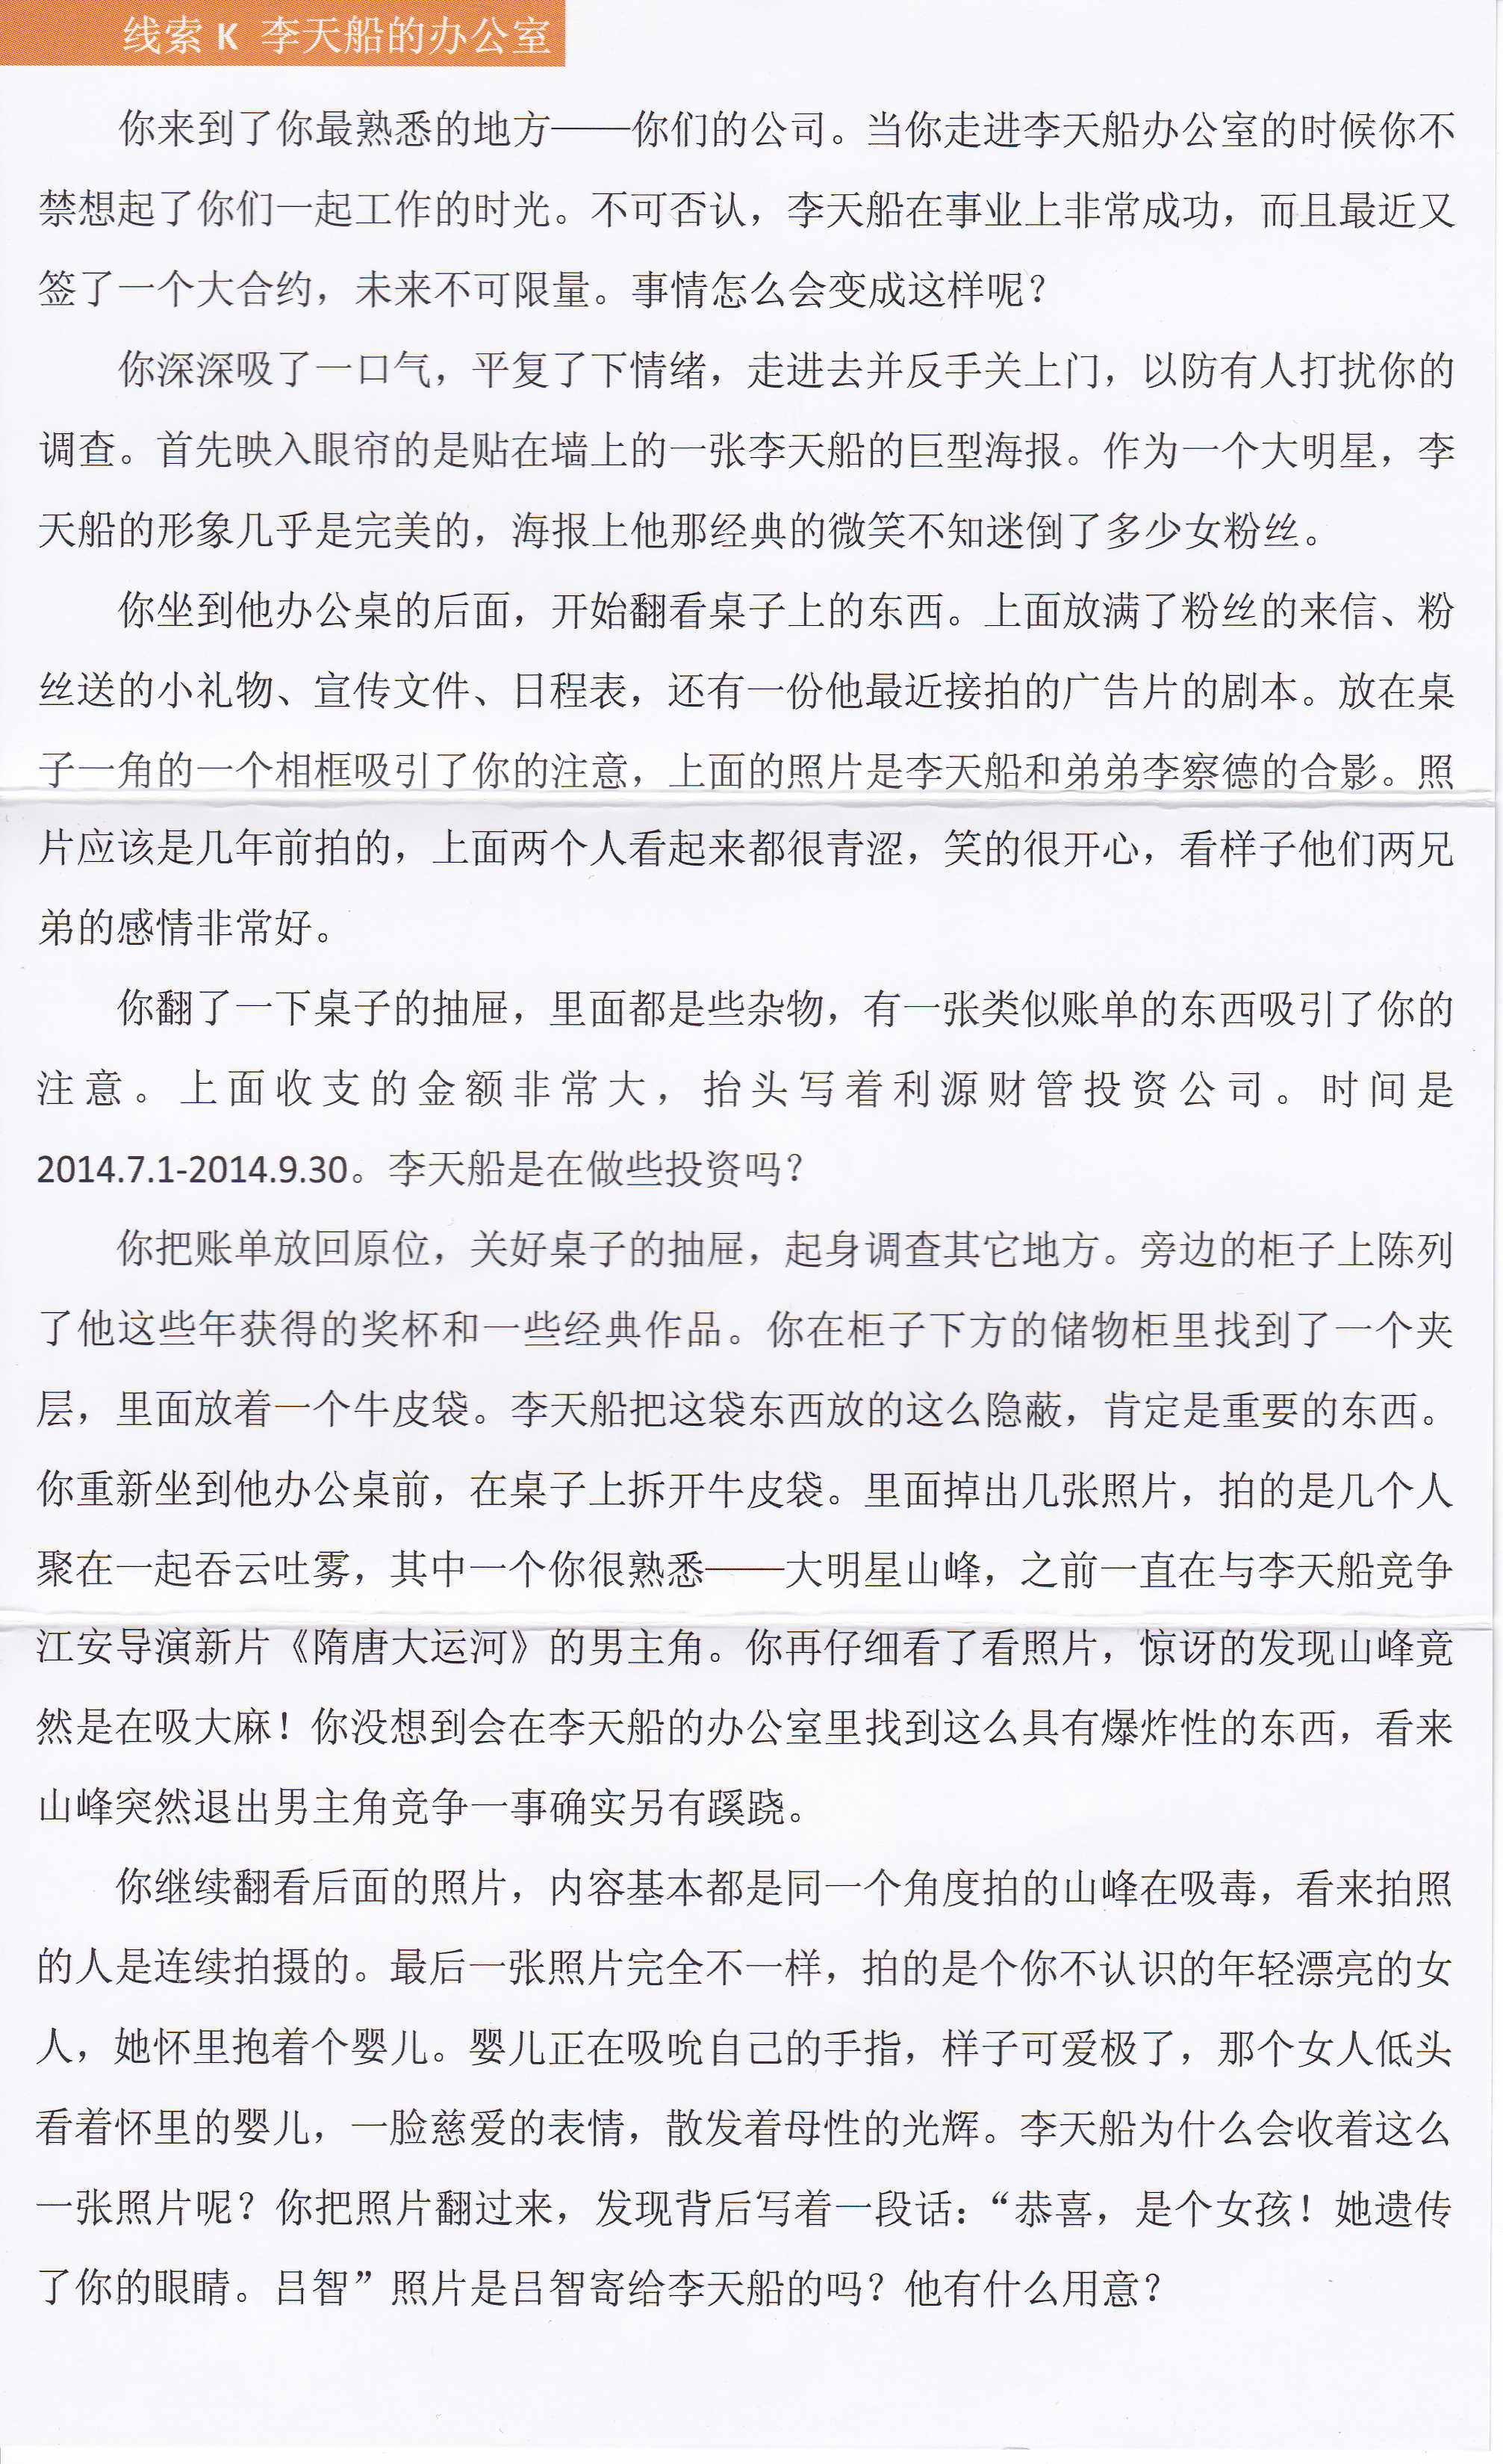 线索 K 李天船的办公室
你来到了你最熟悉的地方——你们的公司。当你走进李天船办公室的时候你不
禁想起了你们一起工作的时光。不可否认，李天船在事业上非常成功，而且最近又
签了一个大合约，未来不可限量。事情怎么会变成这样呢？
你深深吸了一口气，平复了下情绪，走进去并反手关上门，以防有人打扰你的
调查。首先映入眼帘的是贴在墙上的一张李天船的巨型海报。作为一个大明星，李
天船的形象几乎是完美的，海报上他那经典的微笑不知迷倒了多少女粉丝。
你坐到他办公桌的后面，开始翻看桌子上的东西。上面放满了粉丝的来信、粉
丝送的小礼物、宣传文件、日程表，还有一份他最近接拍的广告片的剧本。放在桌
子一角的一个相框吸引了你的注意，上面的照片是李天船和弟弟李察德的合影。照
片应该是几年前拍的，上面两个人看起来都很青涩，笑的很开心，看样子他们两兄
弟的感情非常好。
你翻了一下桌子的抽屉，里面都是些杂物，有一张类似账单的东西吸引了你的
注意。上面收支的金额非常大，抬头写着利源财管投资公司。时间是
2014.7.1-2014.9.30。李天船是在做些投资吗？
你把账单放回原位，关好桌子的抽屉，起身调查其它地方。旁边的柜子上陈列
了他这些年获得的奖杯和一些经典作品。你在柜子下方的储物柜里找到了一个夹
层，里面放着一个牛皮袋。李天船把这袋东西放的这么隐蔽，肯定是重要的东西。
你重新坐到他办公桌前，在桌子上拆开牛皮袋。里面掉出几张照片，拍的是几个人
聚在一起吞云吐雾，其中一个你很熟悉——大明星山峰，之前一直在与李天船竞争
江安导演新片《隋唐大运河》的男主角。你再仔细看了看照片，惊讶的发现山峰竟
然是在吸大麻！你没想到会在李天船的办公室里找到这么具有爆炸性的东西，看来
山峰突然退出男主角竞争一事确实另有蹊跷。
你继续翻看后面的照片，内容基本都是同一个角度拍的山峰在吸毒，看来拍照
的人是连续拍摄的。最后一张照片完全不一样，拍的是个你不认识的年轻漂亮的女
人，她怀里抱着个婴儿。婴儿正在吸吮自己的手指，样子可爱极了，那个女人低头
看着怀里的婴儿，一脸慈爱的表情，散发着母性的光辉。李天船为什么会收着这么
一张照片呢？你把照片翻过来，发现背后写着一段话：“恭喜，是个女孩！她遗传
了你的眼睛。吕智”照片是吕智寄给李天船的吗？他有什么用意？